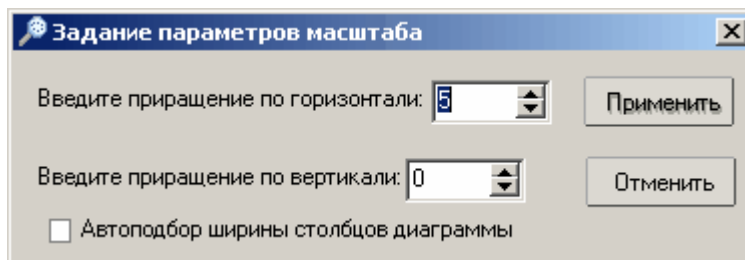 Задание параметров масштаба
Введите приращение по горизонтали: 5 Применить
Введите приращение по вертикали: 0 Отменить
Автоподбор ширины столбцов диаграммы